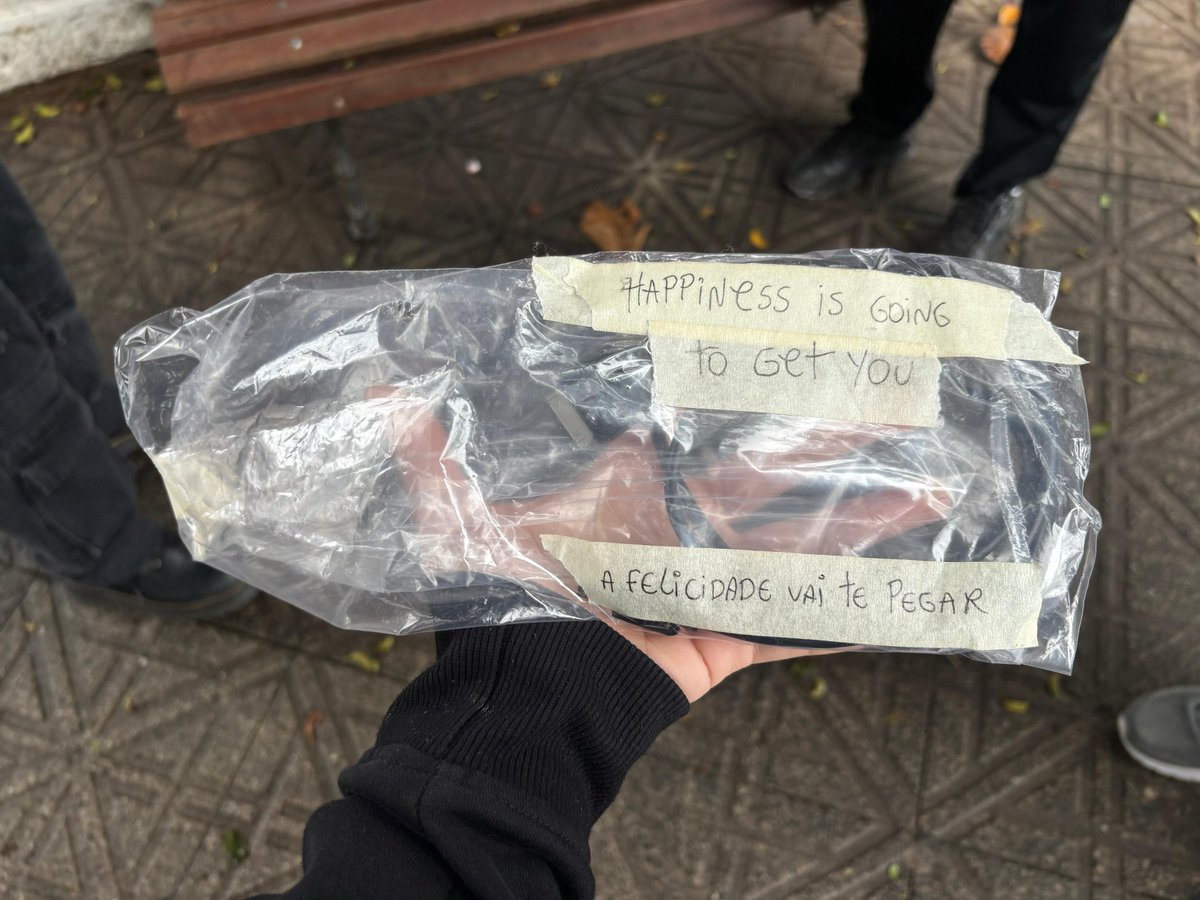 HAPPINESS IS GOING
TO GET YOU
A FELICIDADE VAI TE PEGAR